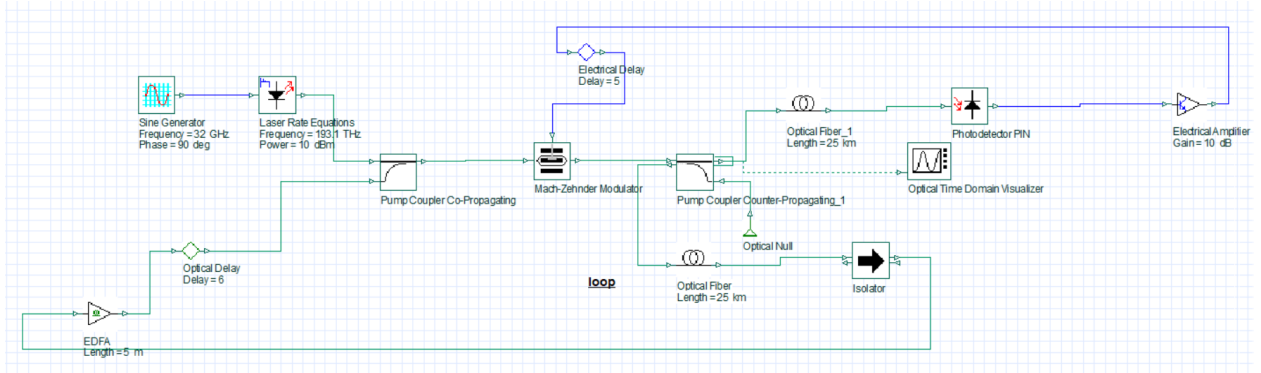 Electrical Delay
Delay = 5
Sine Generator
Frequency = 32 GHz
Phase = 90 deg
Laser Rate Equations
Frequency = 193.1 THz
Power = 10 dBm
Optical Fiber_1
Length = 25 km
Photodetector PIN
Electrical Amplifier
Gain = 10 dB
Pump Coupler Co-Propagating
Mach-Zehnder Modulator
Pump Coupler Counter-Propagating_1
Optical Time Domain Visualizer
Optical Null
Optical Delay
Delay = 6
loop
Optical Fiber
Length = 25 km
Isolator
EDFA
Length = 5 m